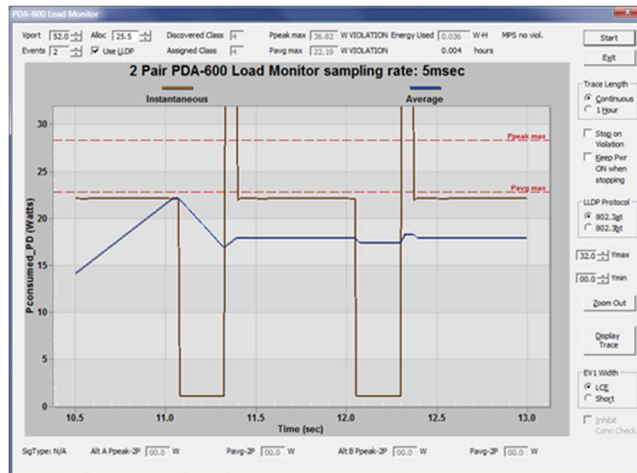 PDA-600 Load Monitor
Vport 52.0 Alloc 25.5 Discovered Class 4 Ppeak max 36.82 W VIOLATION Energy Used 0.036 W-H MPS no viol.
Events 2 Use LLDP Assigned Class 4 Pavg max 22.19 W VIOLATION 0.004 hours
Start
Exit
2 Pair PDA-600 Load Monitor sampling rate: 5msec
Instantaneous Average
Trace Length
Continuous
1 Hour
Stop on
Violation
Keep Pwr
ON when
stopping
LLDP Protocol
802.3at
802.3bt
32.0 Ymax
00.0 Ymin
Zoom Out
Display
Trace
EV1 Width
LCE
Short
Inhibit
Conn Check
Pconsumed_PD (Watts)
30
25
20
15
10
5
0
Ppeak max
Pavg max
10.5 11.0 11.5 12.0 12.5 13.0
Time (sec)
SigType: N/A Alt A Ppeak-2P 00.0 W Pavg-2P 00.0 W Alt B Ppeak-2P 00.0 W Pavg-2P 00.0 W